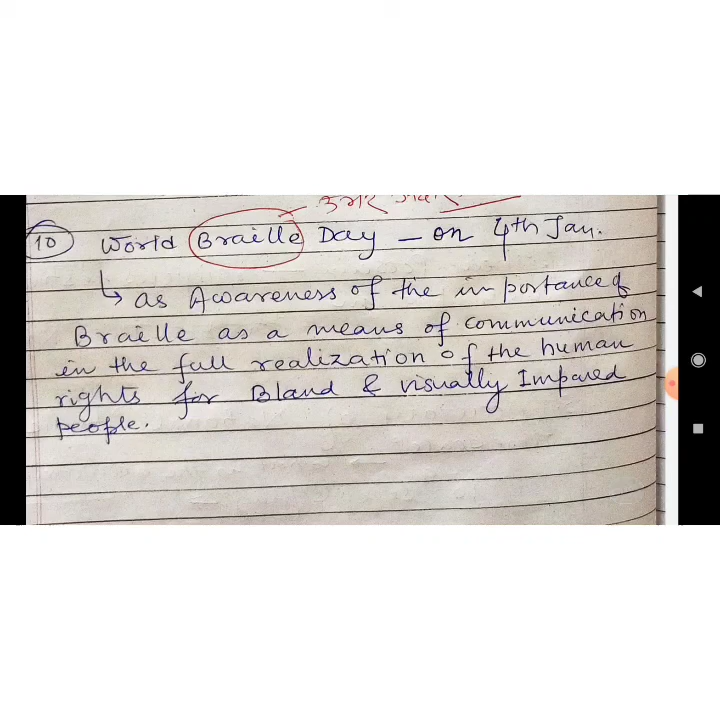 10 World Braille Day - on 4th Jan.
↳ as Awareness of the importance of
Braille as a means of communication
in the full realization of the human
rights for Bland & visually Impared
people.